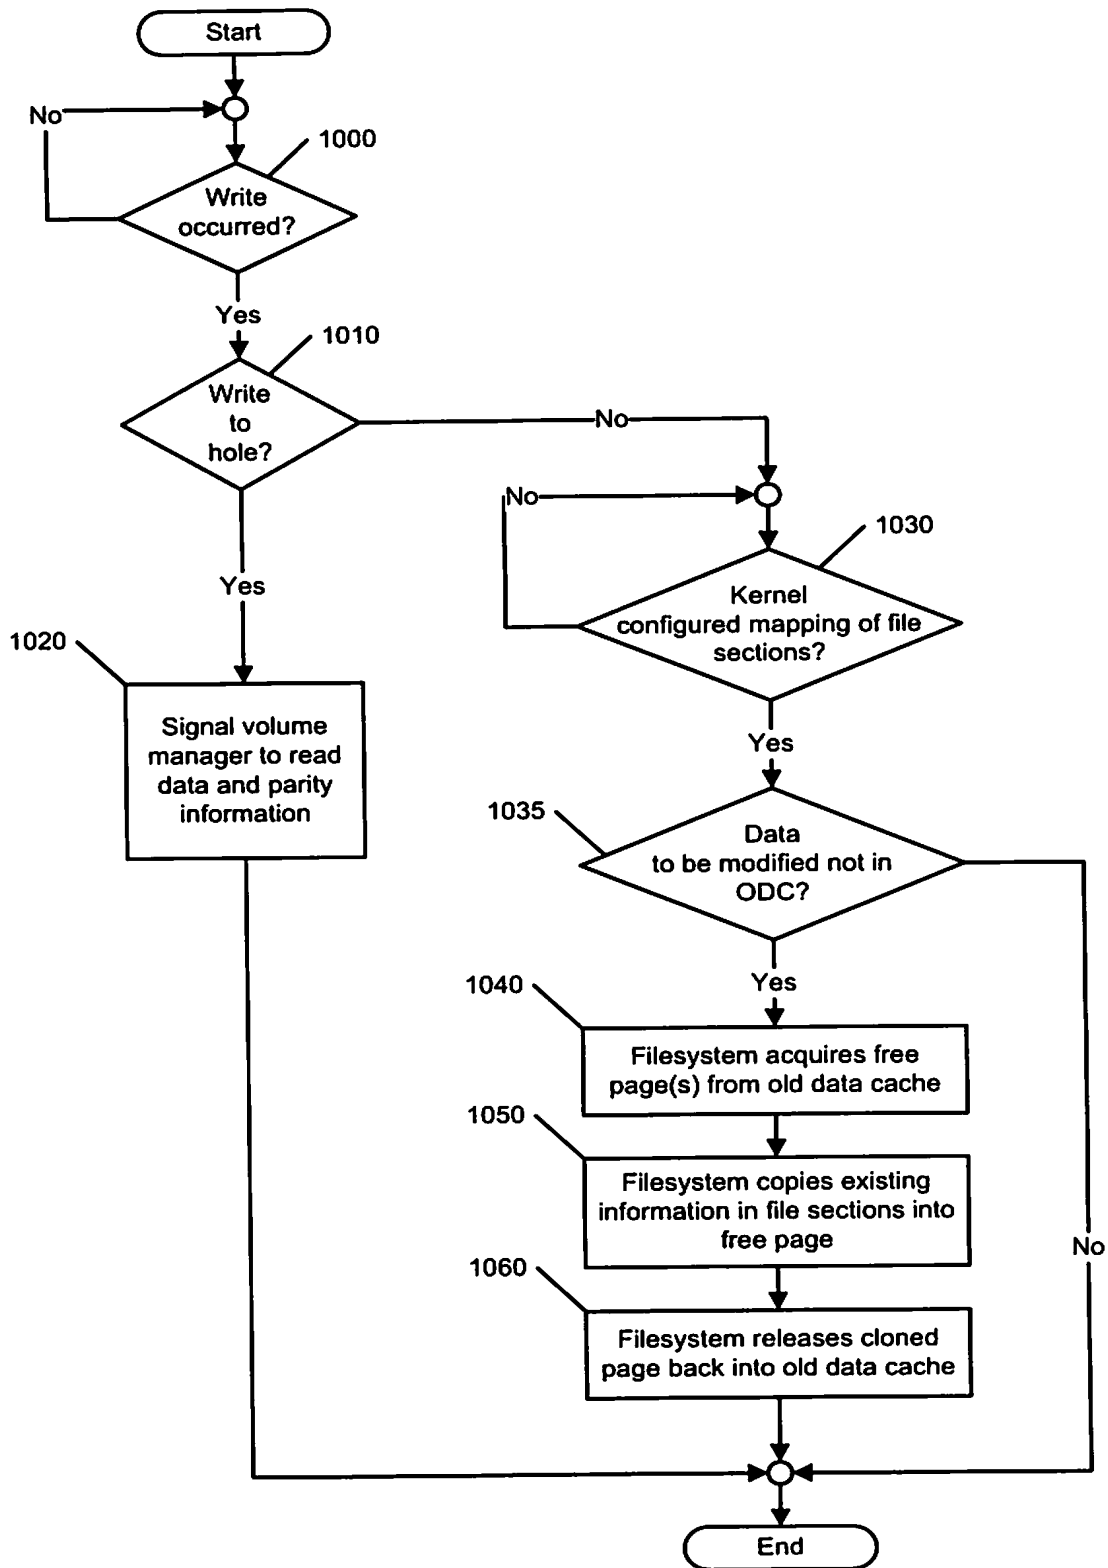 Start
No
1000
Write
occurred?
Yes
1010
Write
to
hole?
No
No
1030
Kernel
configured mapping of file
sections?
Yes
1020
Signal volume
manager to read
data and parity
information
Yes
1035
Data
to be modified not in
ODC?
Yes
1040
Filesystem acquires free
page(s) from old data cache
1050
Filesystem copies existing
information in file sections into
free page
No
1060
Filesystem releases cloned
page back into old data cache
End